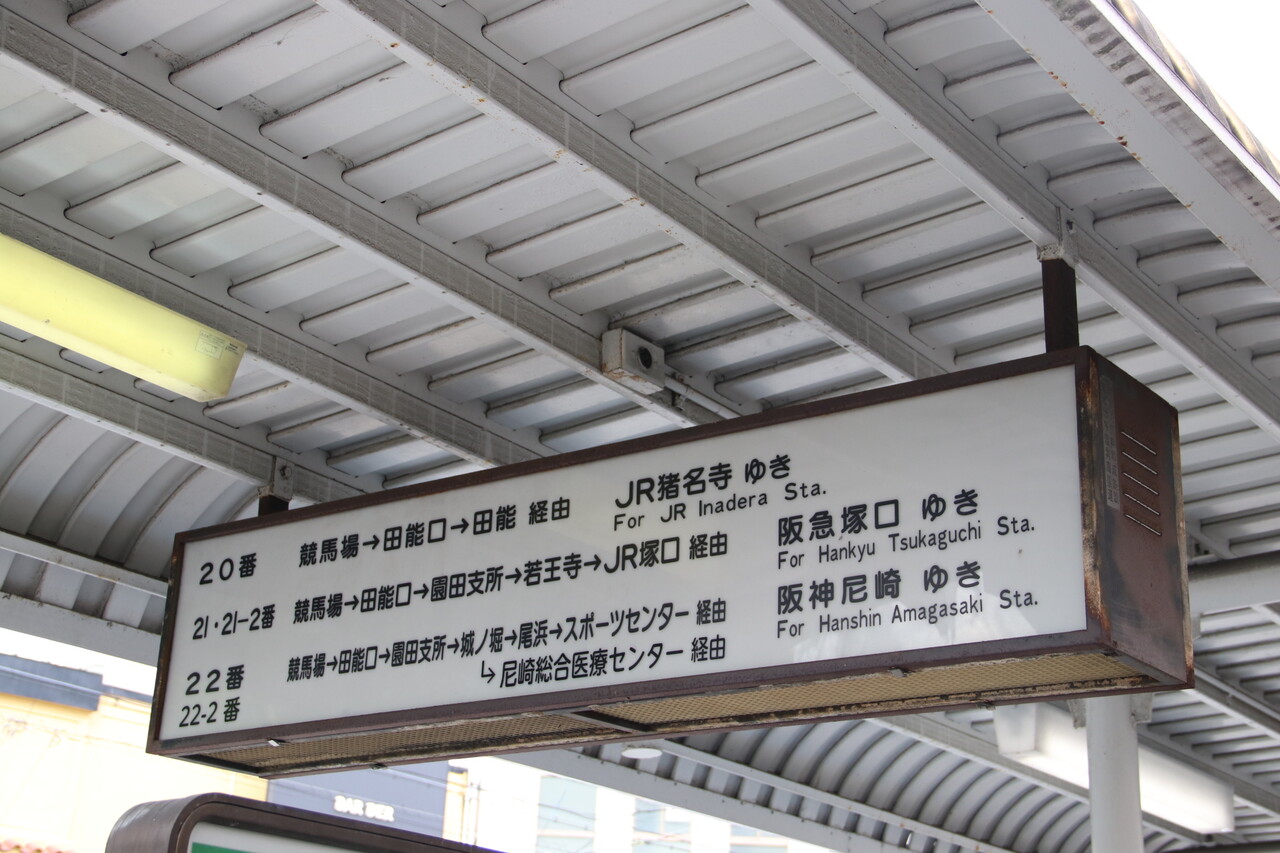 20番 競馬場→田能口→田能 経由 JR猪名寺 ゆき
For JR Inadera Sta.
21・21-2番 競馬場→田能口→園田支所→若王寺→JR塚口 経由 阪急塚口 ゆき
For Hankyu Tsukaguchi Sta.
22番 競馬場→田能口→園田支所→城ノ堀→尾浜→スポーツセンター 経由 阪神尼崎 ゆき
For Hanshin Amagasaki Sta.
22-2番 ↳尼崎総合医療センター 経由
BARBER